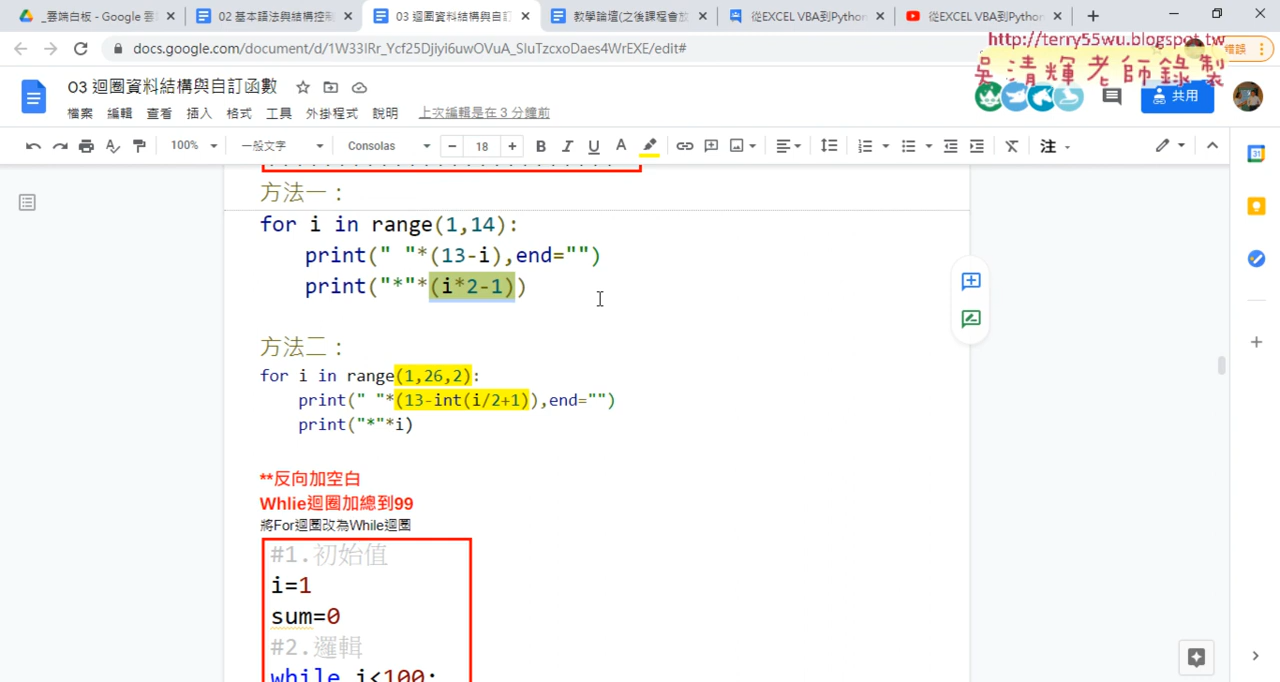 _雲端白板 - Google 雲
02 基本語法與結構控制
03 迴圈資料結構與自訂
教學論壇(之後課程會放
從EXCEL VBA到Python
從EXCEL VBA到Python
http://terry55wu.blogspot.tw
吳清輝老師錄製
03 迴圈資料結構與自訂函數
共用
檔案 編輯 查看 插入 格式 工具 外掛程式 說明 上次編輯是在 3 分鐘前
100% 一般文字 Consolas 18 B I U A 注
方法一：
for i in range(1,14):
print(" "*(13-i),end="")
print("*"*(i*2-1))
方法二：
for i in range(1,26,2):
print(" "*(13-int(i/2+1)),end="")
print("*"*i)
**反向加空白
Whlie迴圈加總到99
將For迴圈改為While迴圈
#1.初始值
i=1
sum=0
#2.邏輯
while i<100: